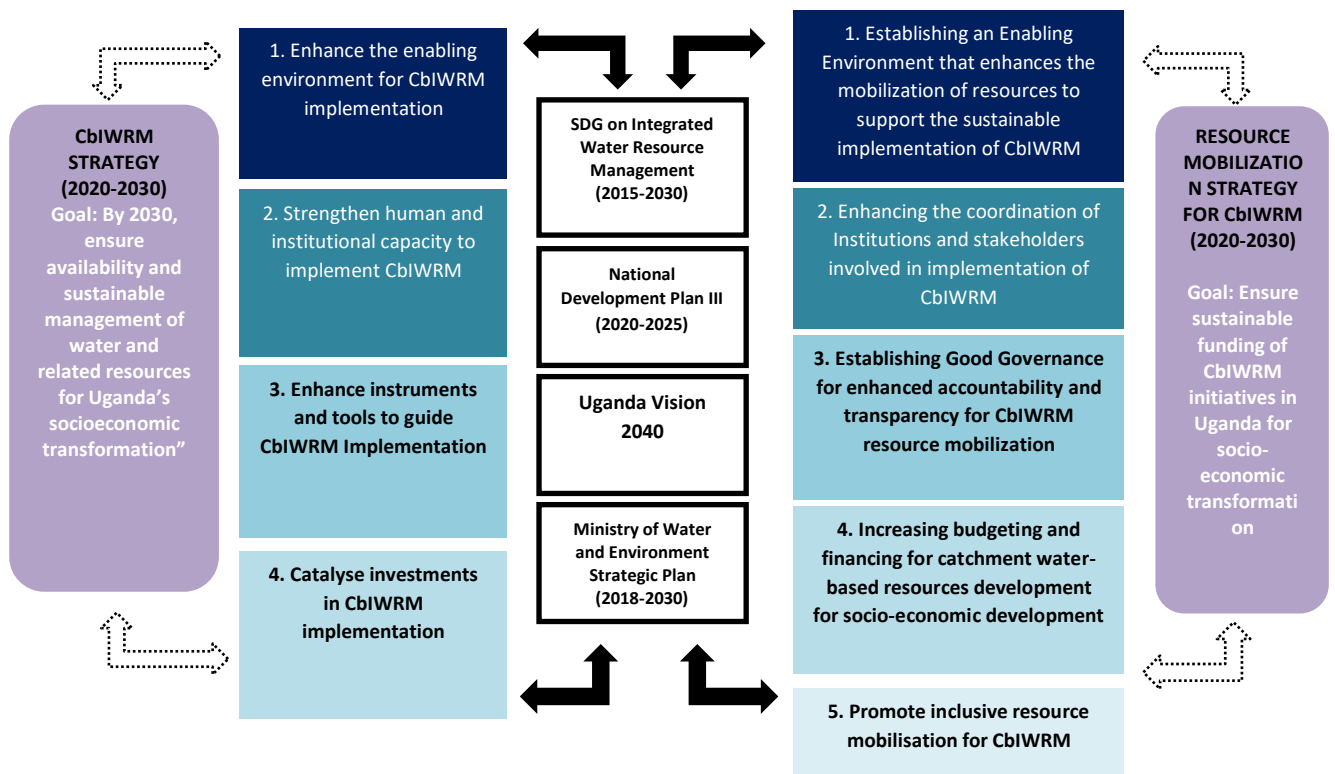 CbIWRM
STRATEGY
(2020-2030)
Goal: By 2030,
ensure
availability and
sustainable
management of
water and
related resources
for Uganda’s
socioeconomic
transformation”
1. Enhance the enabling
environment for CbIWRM
implementation
2. Strengthen human and
institutional capacity to
implement CbIWRM
3. Enhance instruments
and tools to guide
CbIWRM Implementation
4. Catalyse investments
in CbIWRM
implementation
SDG on Integrated
Water Resource
Management
(2015-2030)
National
Development Plan III
(2020-2025)
Uganda Vision
2040
Ministry of Water
and Environment
Strategic Plan
(2018-2030)
1. Establishing an Enabling
Environment that enhances the
mobilization of resources to
support the sustainable
implementation of CbIWRM
2. Enhancing the coordination of
Institutions and stakeholders
involved in implementation of
CbIWRM
3. Establishing Good Governance
for enhanced accountability and
transparency for CbIWRM
resource mobilization
4. Increasing budgeting and
financing for catchment water-
based resources development
for socio-economic development
5. Promote inclusive resource
mobilisation for CbIWRM
RESOURCE
MOBILIZATIO
N STRATEGY
FOR CbIWRM
(2020-2030)
Goal: Ensure
sustainable
funding of
CbIWRM
initiatives in
Uganda for
socio-
economic
transformati
on